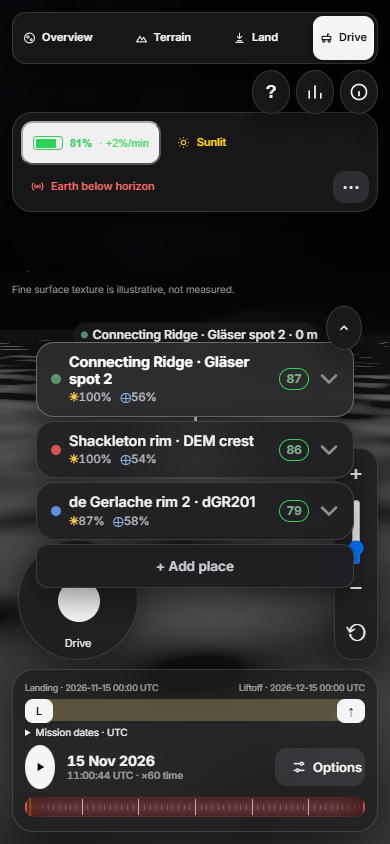 Overview Terrain Land Drive
?
81% · +2%/min Sunlit
Earth below horizon
Fine surface texture is illustrative, not measured.
Connecting Ridge · Gläser spot 2 · 0 m
Connecting Ridge · Gläser
spot 2
100% 56%
87
Shackleton rim · DEM crest
100% 54%
86
de Gerlache rim 2 · dGR201
87% 58%
79
+ Add place
Drive
Landing · 2026-11-15 00:00 UTC Liftoff · 2026-12-15 00:00 UTC
L ↑
Mission dates · UTC
15 Nov 2026
11:00:44 UTC · ×60 time
Options